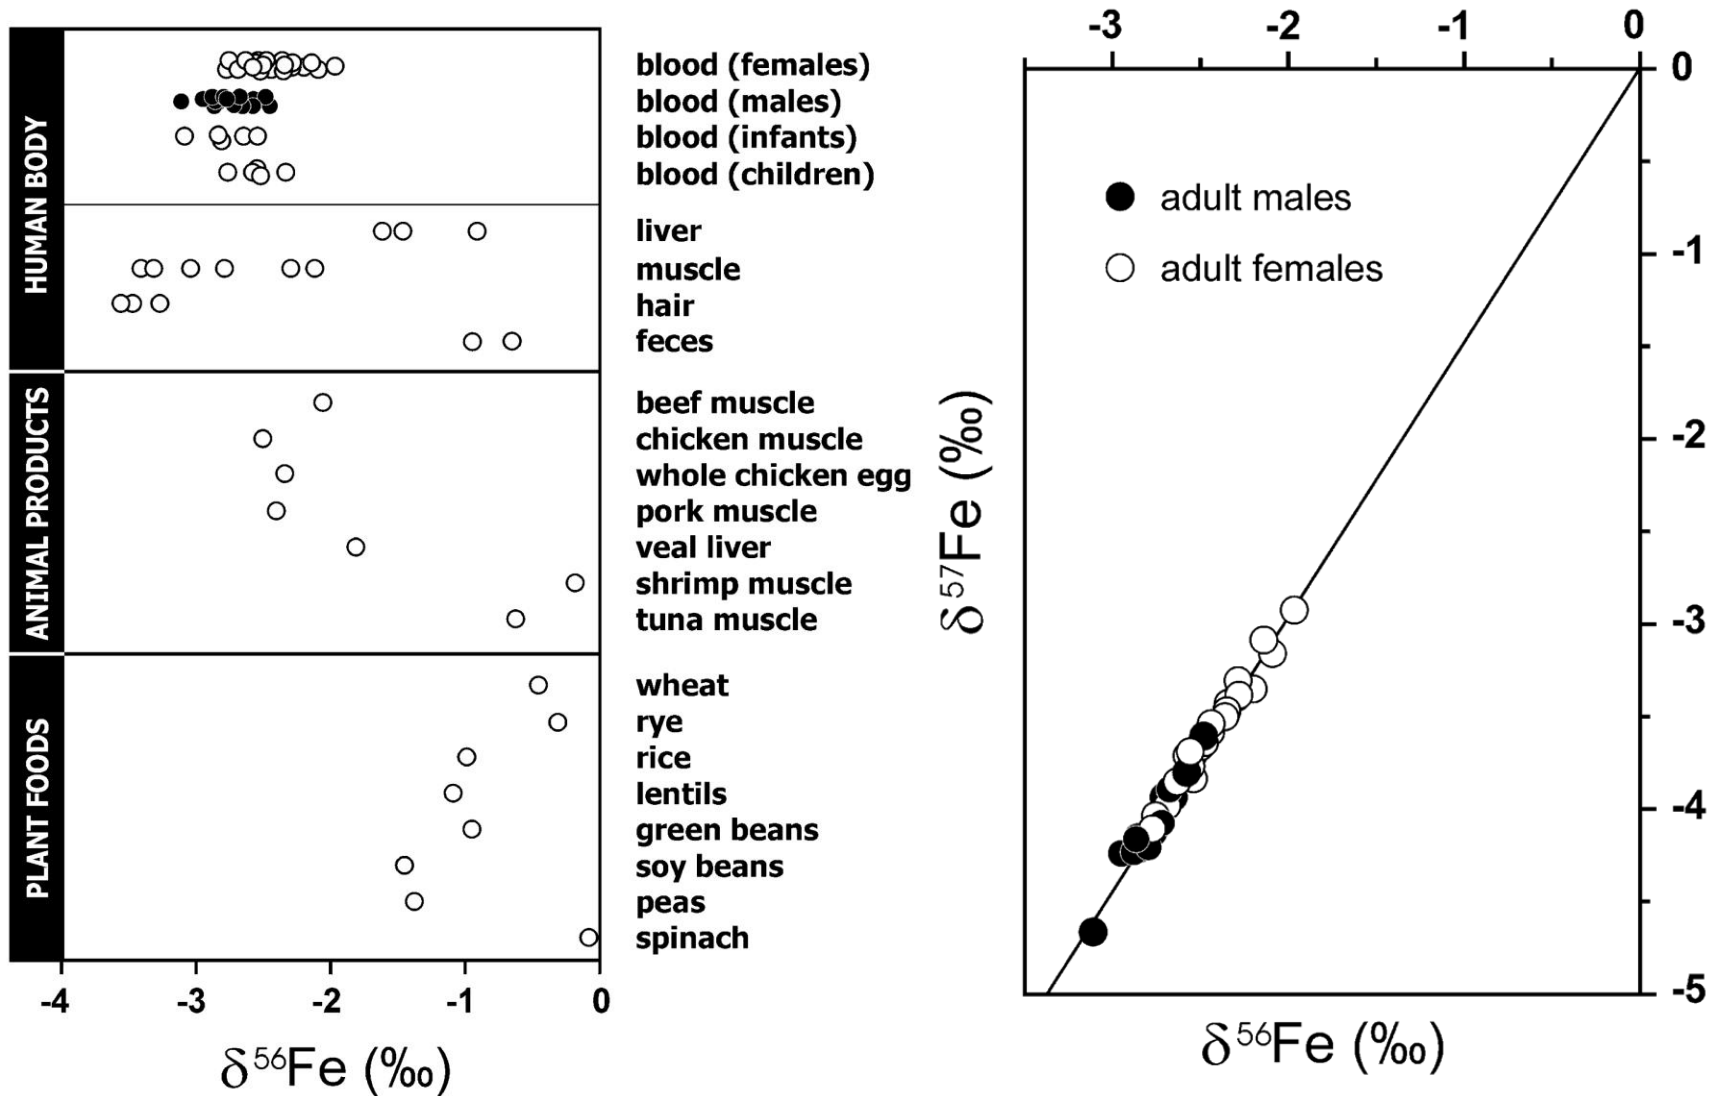 HUMAN BODY
blood (females)
blood (males)
blood (infants)
blood (children)
liver
muscle
hair
feces
ANIMAL PRODUCTS
beef muscle
chicken muscle
whole chicken egg
pork muscle
veal liver
shrimp muscle
tuna muscle
PLANT FOODS
wheat
rye
rice
lentils
green beans
soy beans
peas
spinach
-4 -3 -2 -1 0
δ⁵⁶Fe (‰)
-3 -2 -1 0
adult males
adult females
0
-1
-2
-3
-4
-5
δ⁵⁷Fe (‰)
δ⁵⁶Fe (‰)